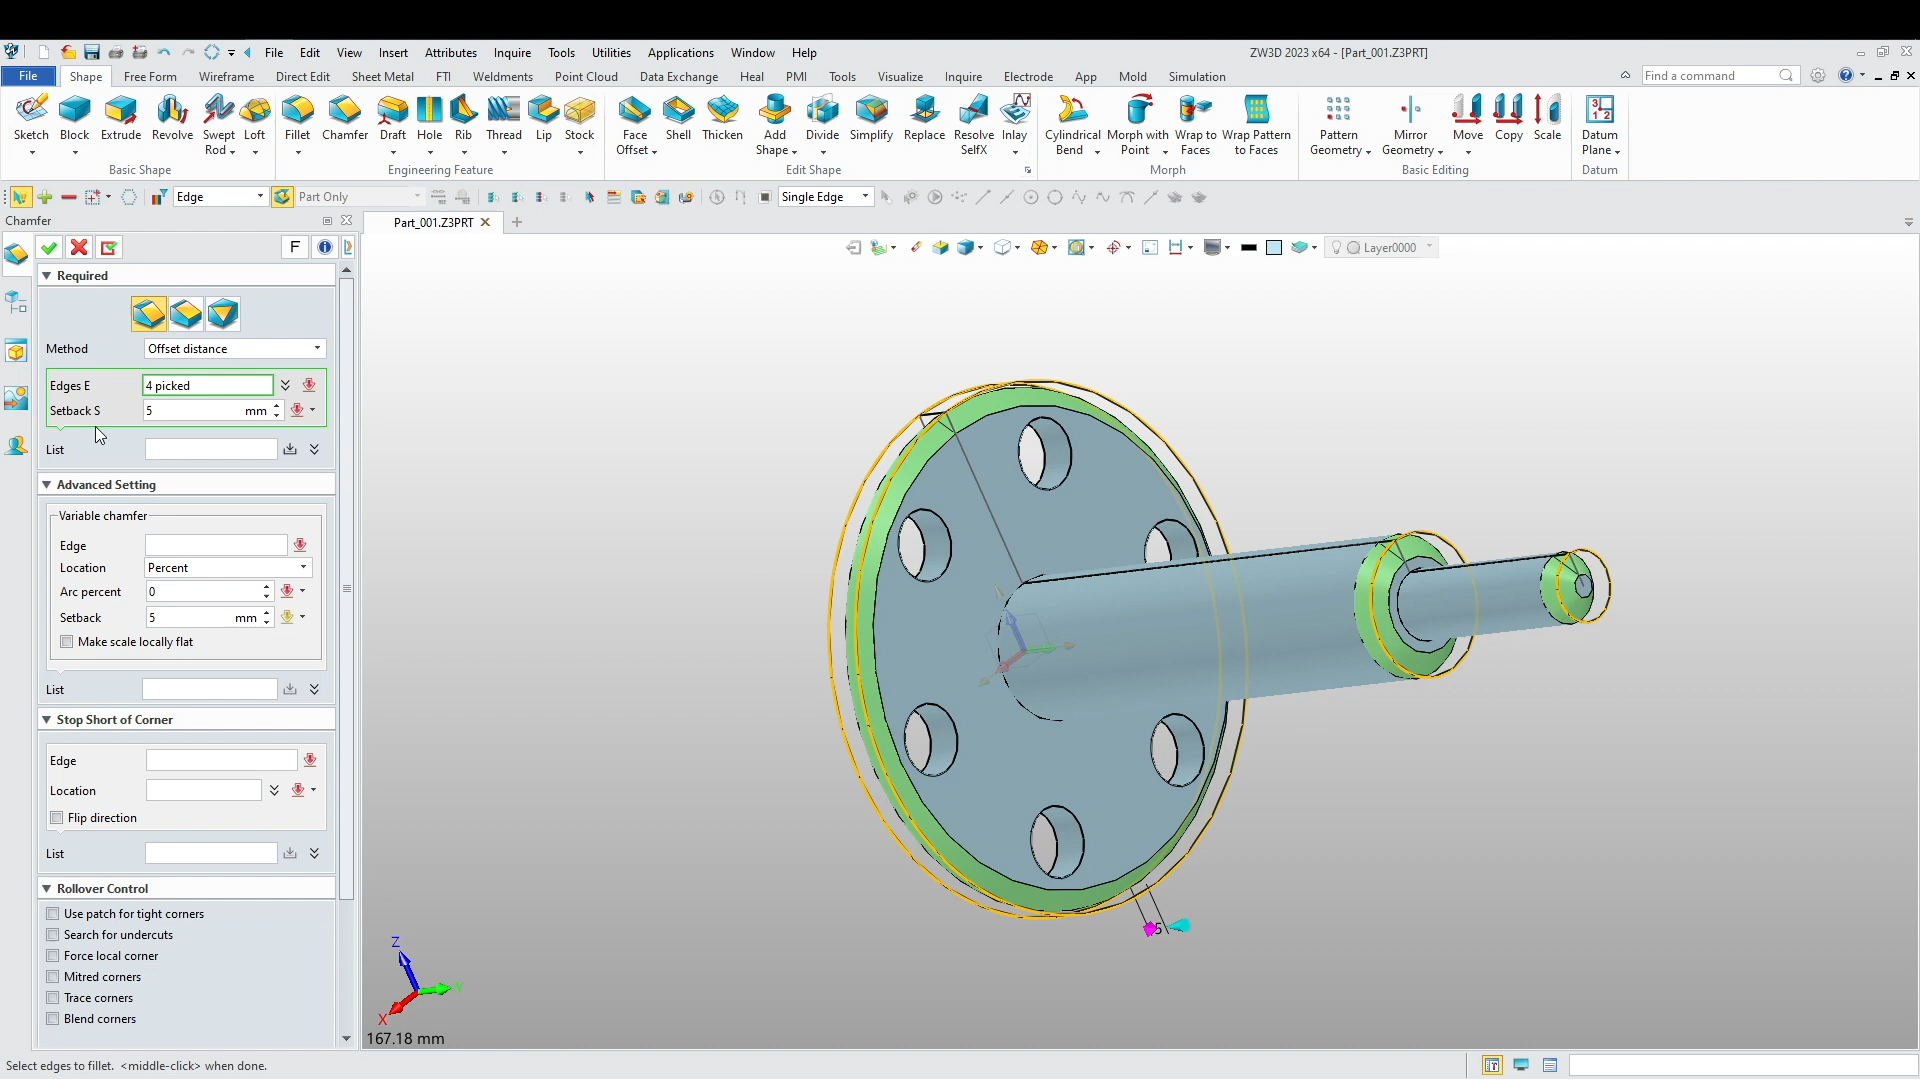 File Edit View Insert Attributes Inquire Tools Utilities Applications Window Help
ZW3D 2023 x64 - [Part_001.Z3PRT]
File Shape Free Form Wireframe Direct Edit Sheet Metal FTI Weldments Point Cloud Data Exchange Heal PMI Tools Visualize Inquire Electrode App Mold Simulation
Find a command
Sketch Block Extrude Revolve Swept Rod Loft
Basic Shape
Fillet Chamfer Draft Hole Rib Thread Lip Stock
Engineering Feature
Face Offset Shell Thicken Add Shape Divide Simplify Replace Resolve SelfX Inlay
Edit Shape
Cylindrical Bend Morph with Point Wrap to Faces Wrap Pattern to Faces
Morph
Pattern Geometry Mirror Geometry Move Copy Scale
Basic Editing
Datum Plane
Datum
Edge
Part Only
Single Edge
Chamfer
Part_001.Z3PRT
F
Layer0000
Required
Method Offset distance
Edges E 4 picked
Setback S 5 mm
List
Advanced Setting
Variable chamfer
Edge
Location Percent
Arc percent 0
Setback 5 mm
Make scale locally flat
List
Stop Short of Corner
Edge
Location
Flip direction
List
Rollover Control
Use patch for tight corners
Search for undercuts
Force local corner
Mitred corners
Trace corners
Blend corners
5
Z
Y
X
167.18 mm
Select edges to fillet. <middle-click> when done.